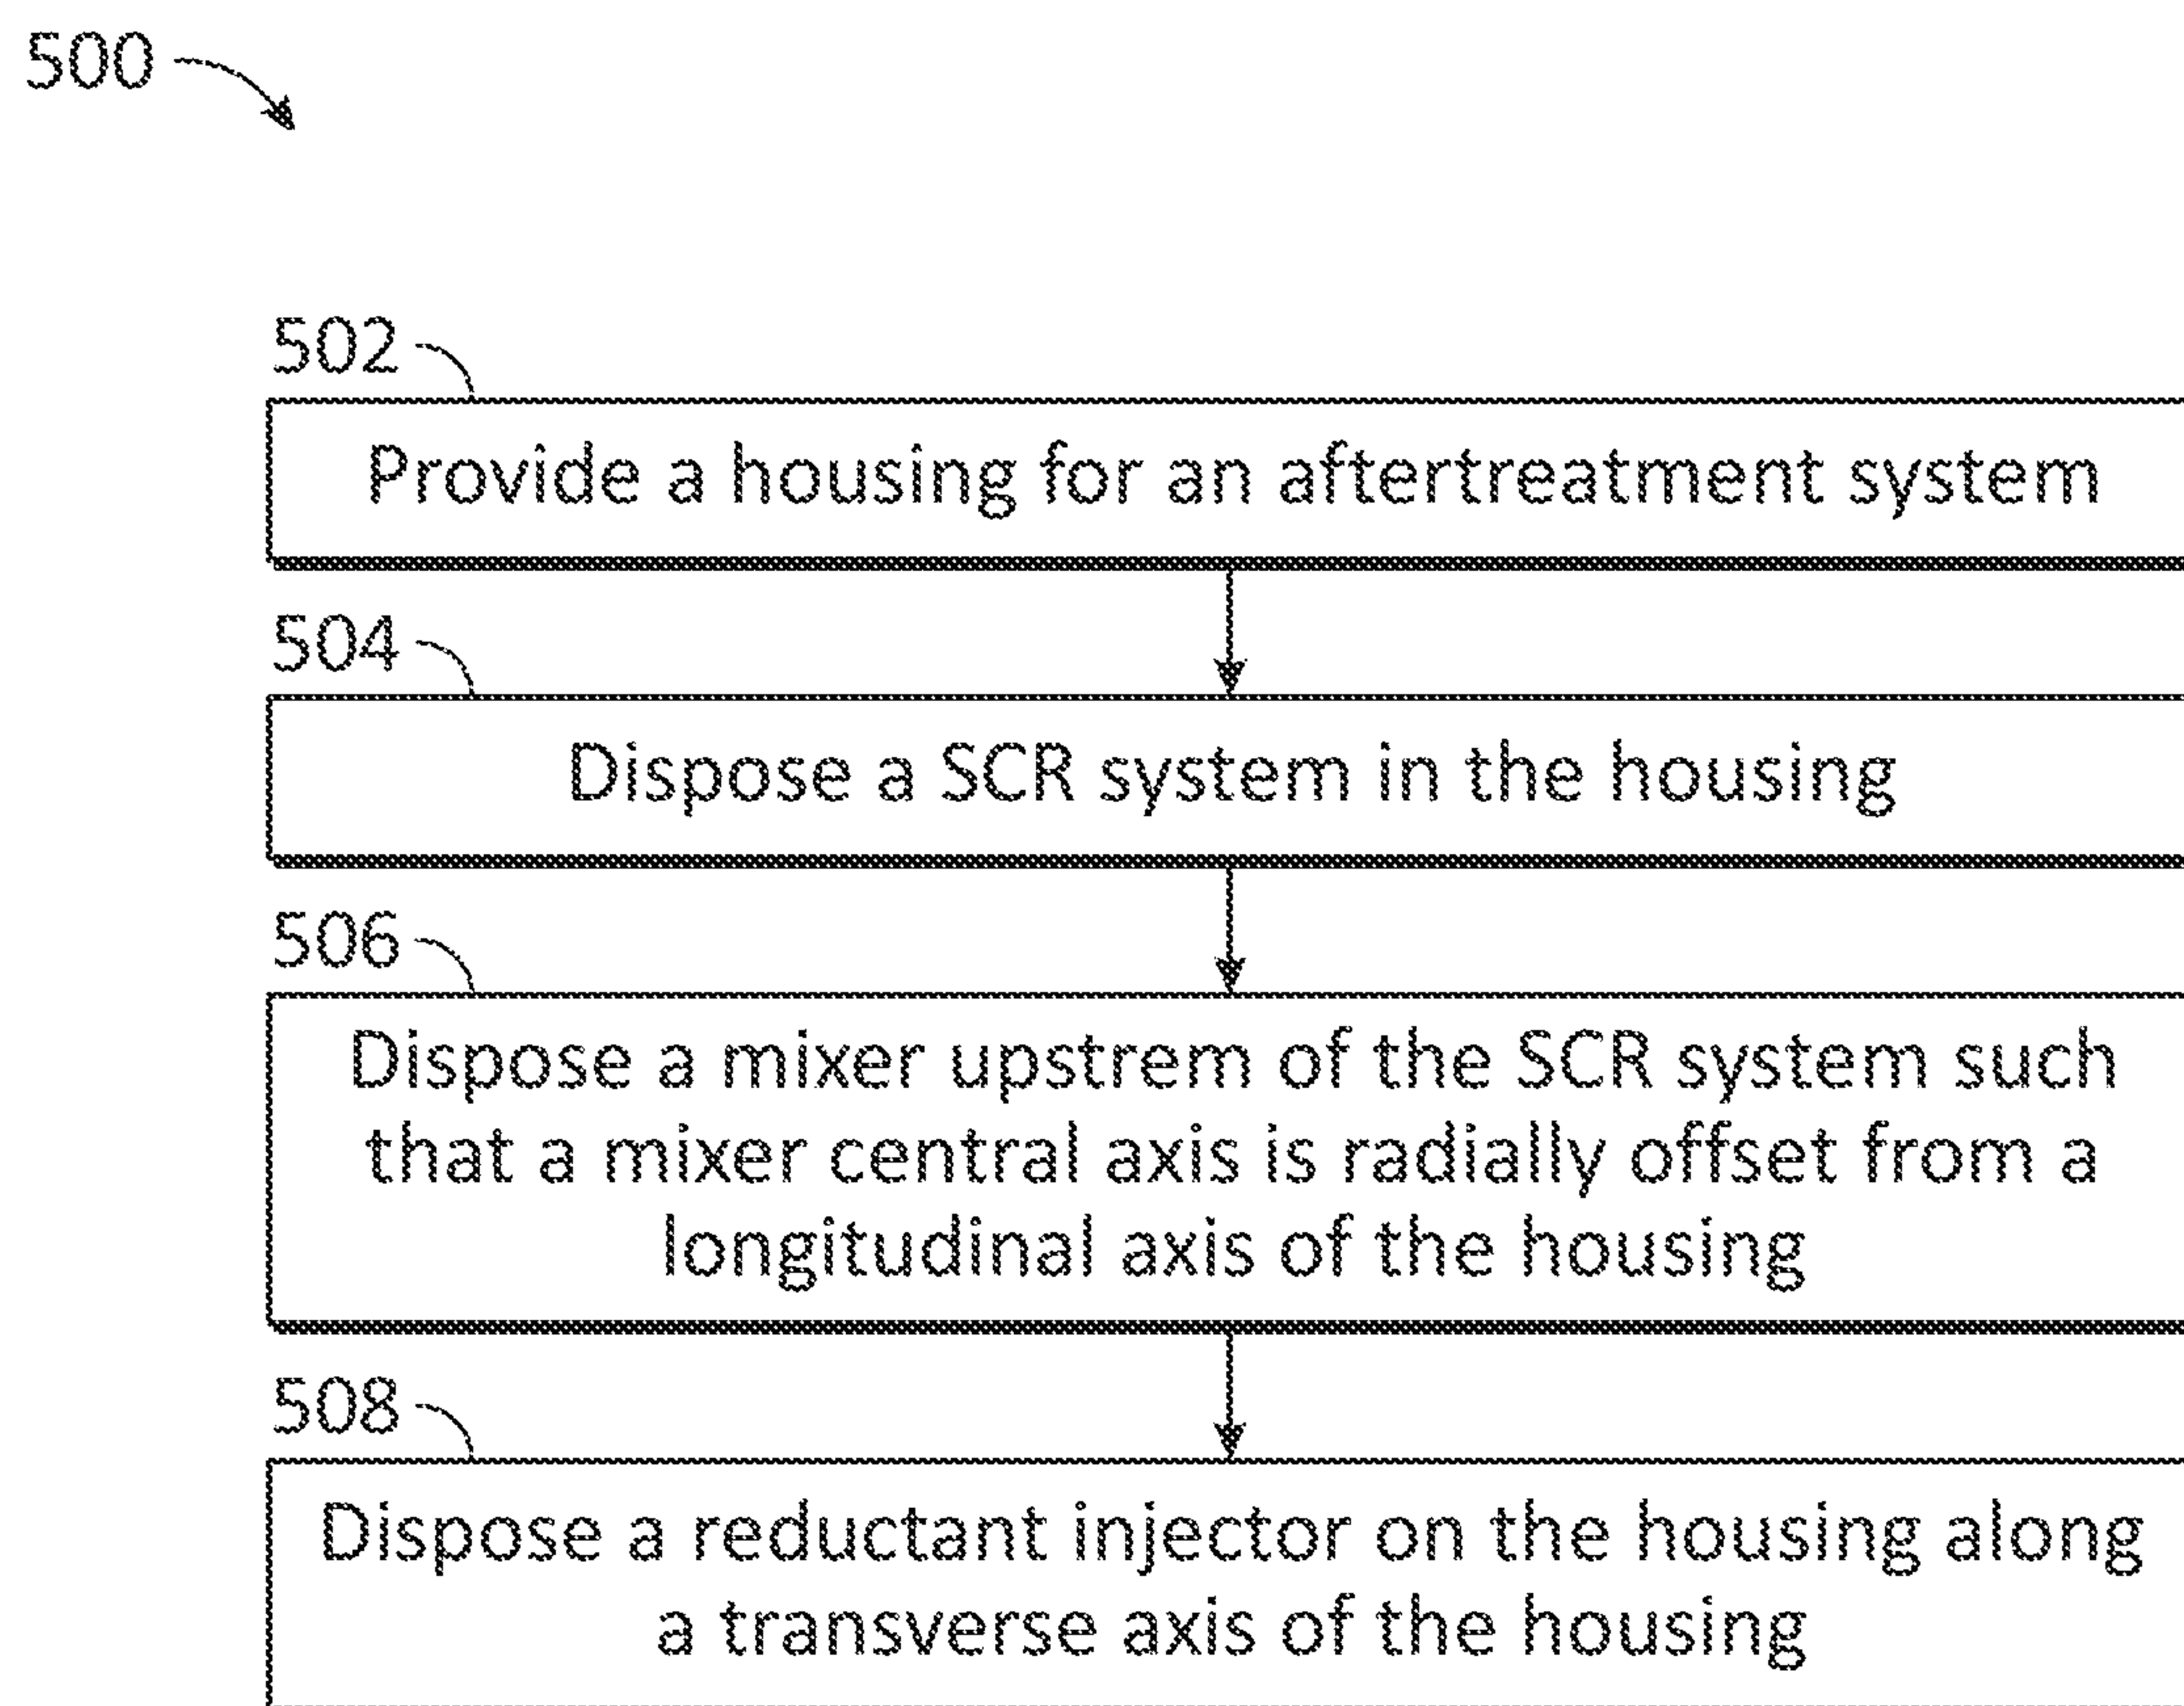 500
502
Provide a housing for an aftertreatment system
504
Dispose a SCR system in the housing
506
Dispose a mixer upstrem of the SCR system such
that a mixer central axis is radially offset from a
longitudinal axis of the housing
508
Dispose a reductant injector on the housing along
a transverse axis of the housing